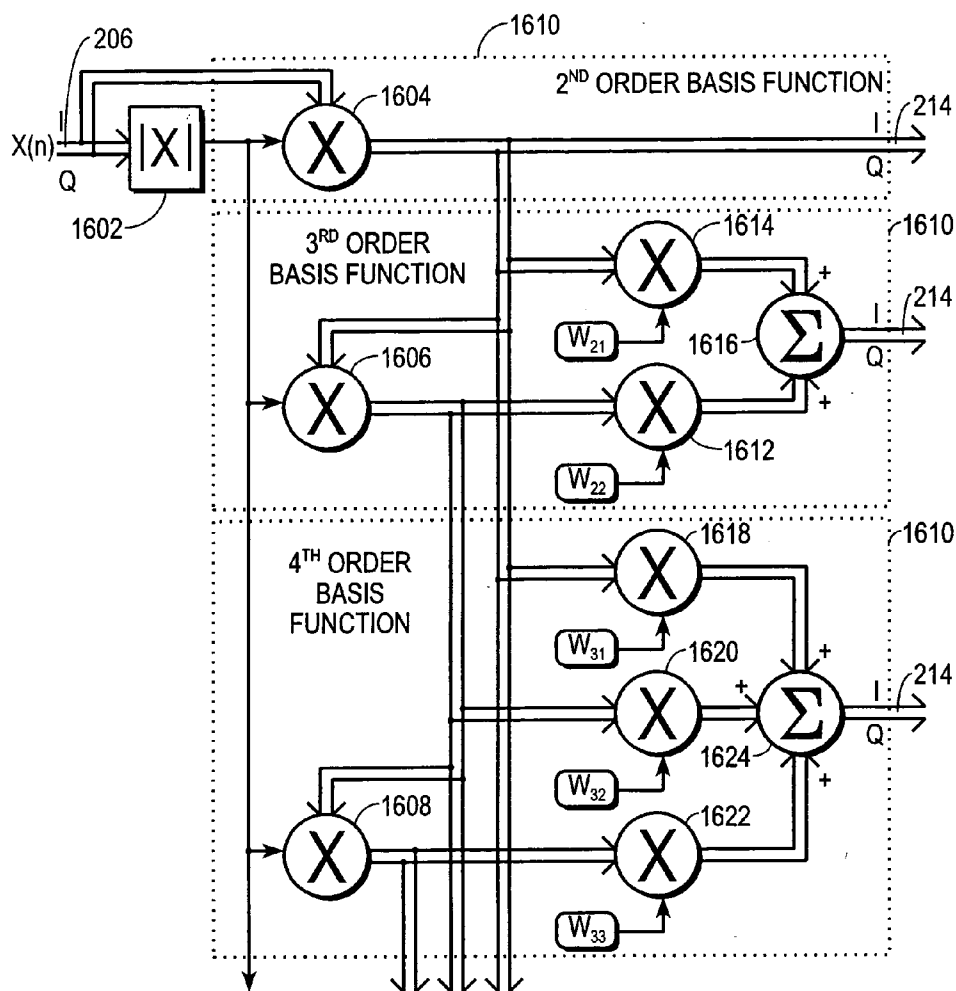 1610
206
I
X(n)
Q
|X|
1602
1604
X
2ND ORDER BASIS FUNCTION
I
214
Q
3RD ORDER
BASIS FUNCTION
1606
X
1614
X
W21
1610
+
1616
Σ
I
214
Q
+
X
1612
W22
4TH ORDER
BASIS
FUNCTION
1618
X
1610
W31
1620
X
+
+
Σ
I
214
Q
1624
+
W32
1608
X
1622
X
W33